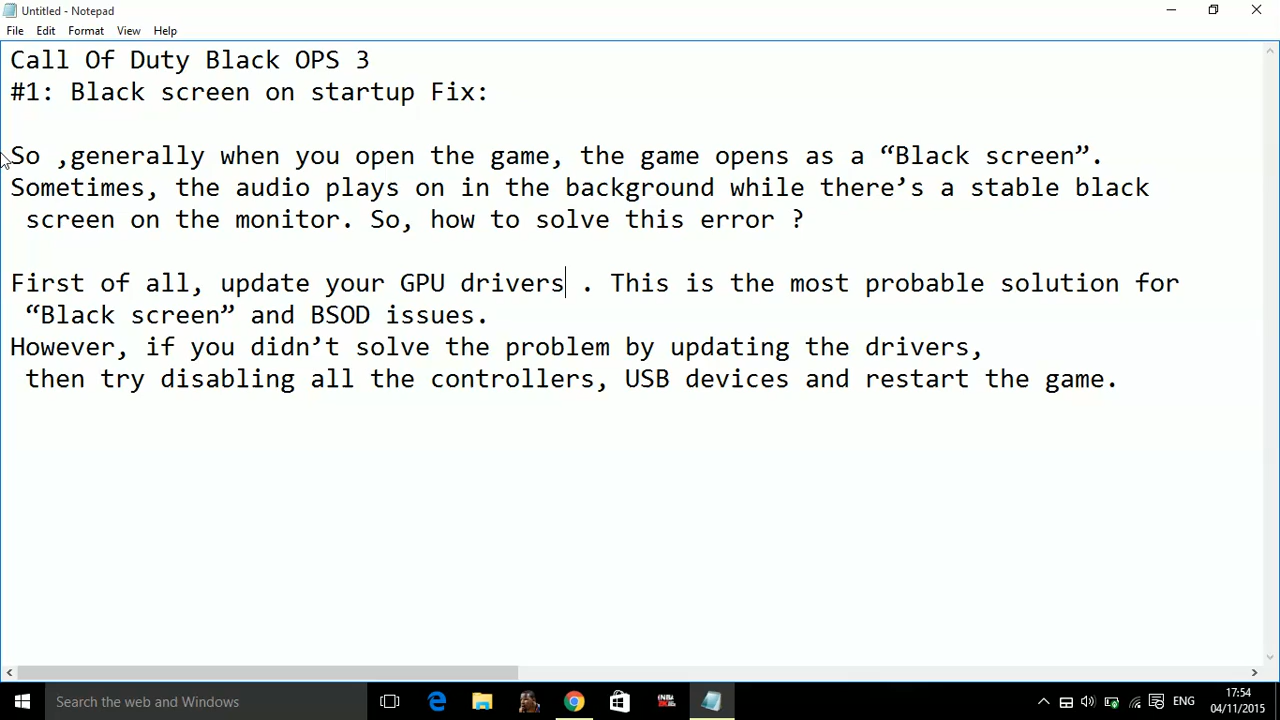 Untitled - Notepad
File Edit Format View Help
Call Of Duty Black OPS 3
#1: Black screen on startup Fix:
So ,generally when you open the game, the game opens as a “Black screen”.
Sometimes, the audio plays on in the background while there’s a stable black
screen on the monitor. So, how to solve this error ?
First of all, update your GPU drivers . This is the most probable solution for
“Black screen” and BSOD issues.
However, if you didn’t solve the problem by updating the drivers,
then try disabling all the controllers, USB devices and restart the game.
Search the web and Windows
ENG
17:54
04/11/2015